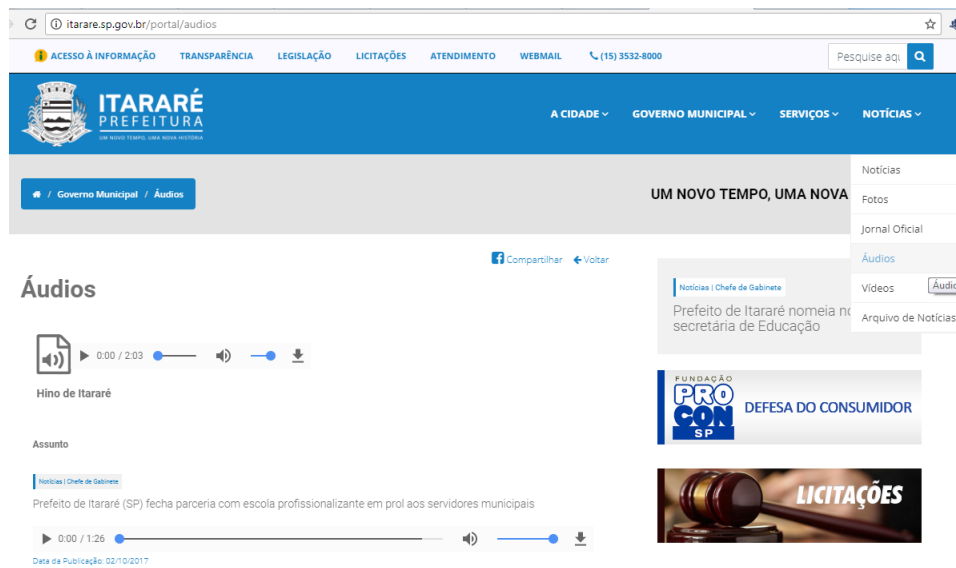 itarare.sp.gov.br/portal/audios
ACESSO À INFORMAÇÃO TRANSPARÊNCIA LEGISLAÇÃO LICITAÇÕES ATENDIMENTO WEBMAIL (15) 3532-8000 Pesquise aqu
ITARARÉ
PREFEITURA
UM NOVO TEMPO, UMA NOVA HISTÓRIA
A CIDADE GOVERNO MUNICIPAL SERVIÇOS NOTÍCIAS
/ Governo Municipal / Áudios
UM NOVO TEMPO, UMA NOVA
Notícias
Fotos
Jornal Oficial
Áudios
Vídeos
Áudio
Arquivo de Notícias
Compartilhar Voltar
Áudios
0:00 / 2:03
Hino de Itararé
Assunto
Notícias | Chefe de Gabinete
Prefeito de Itararé (SP) fecha parceria com escola profissionalizante em prol aos servidores municipais
0:00 / 1:26
Data da Publicação: 02/10/2017
Notícias | Chefe de Gabinete
Prefeito de Itararé nomeia
secretária de Educação
FUNDAÇÃO
PROCON
SP
DEFESA DO CONSUMIDOR
LICITAÇÕES